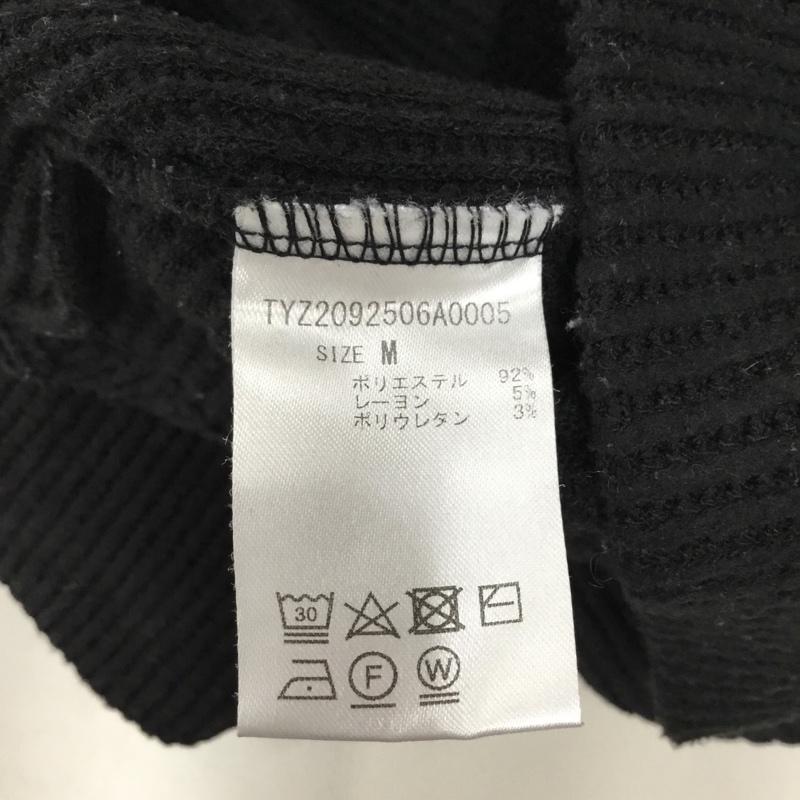 TYZ2092506A0005
SIZE M
ポリエステル 92%
レーヨン 5%
ポリウレタン 3%
30
F W